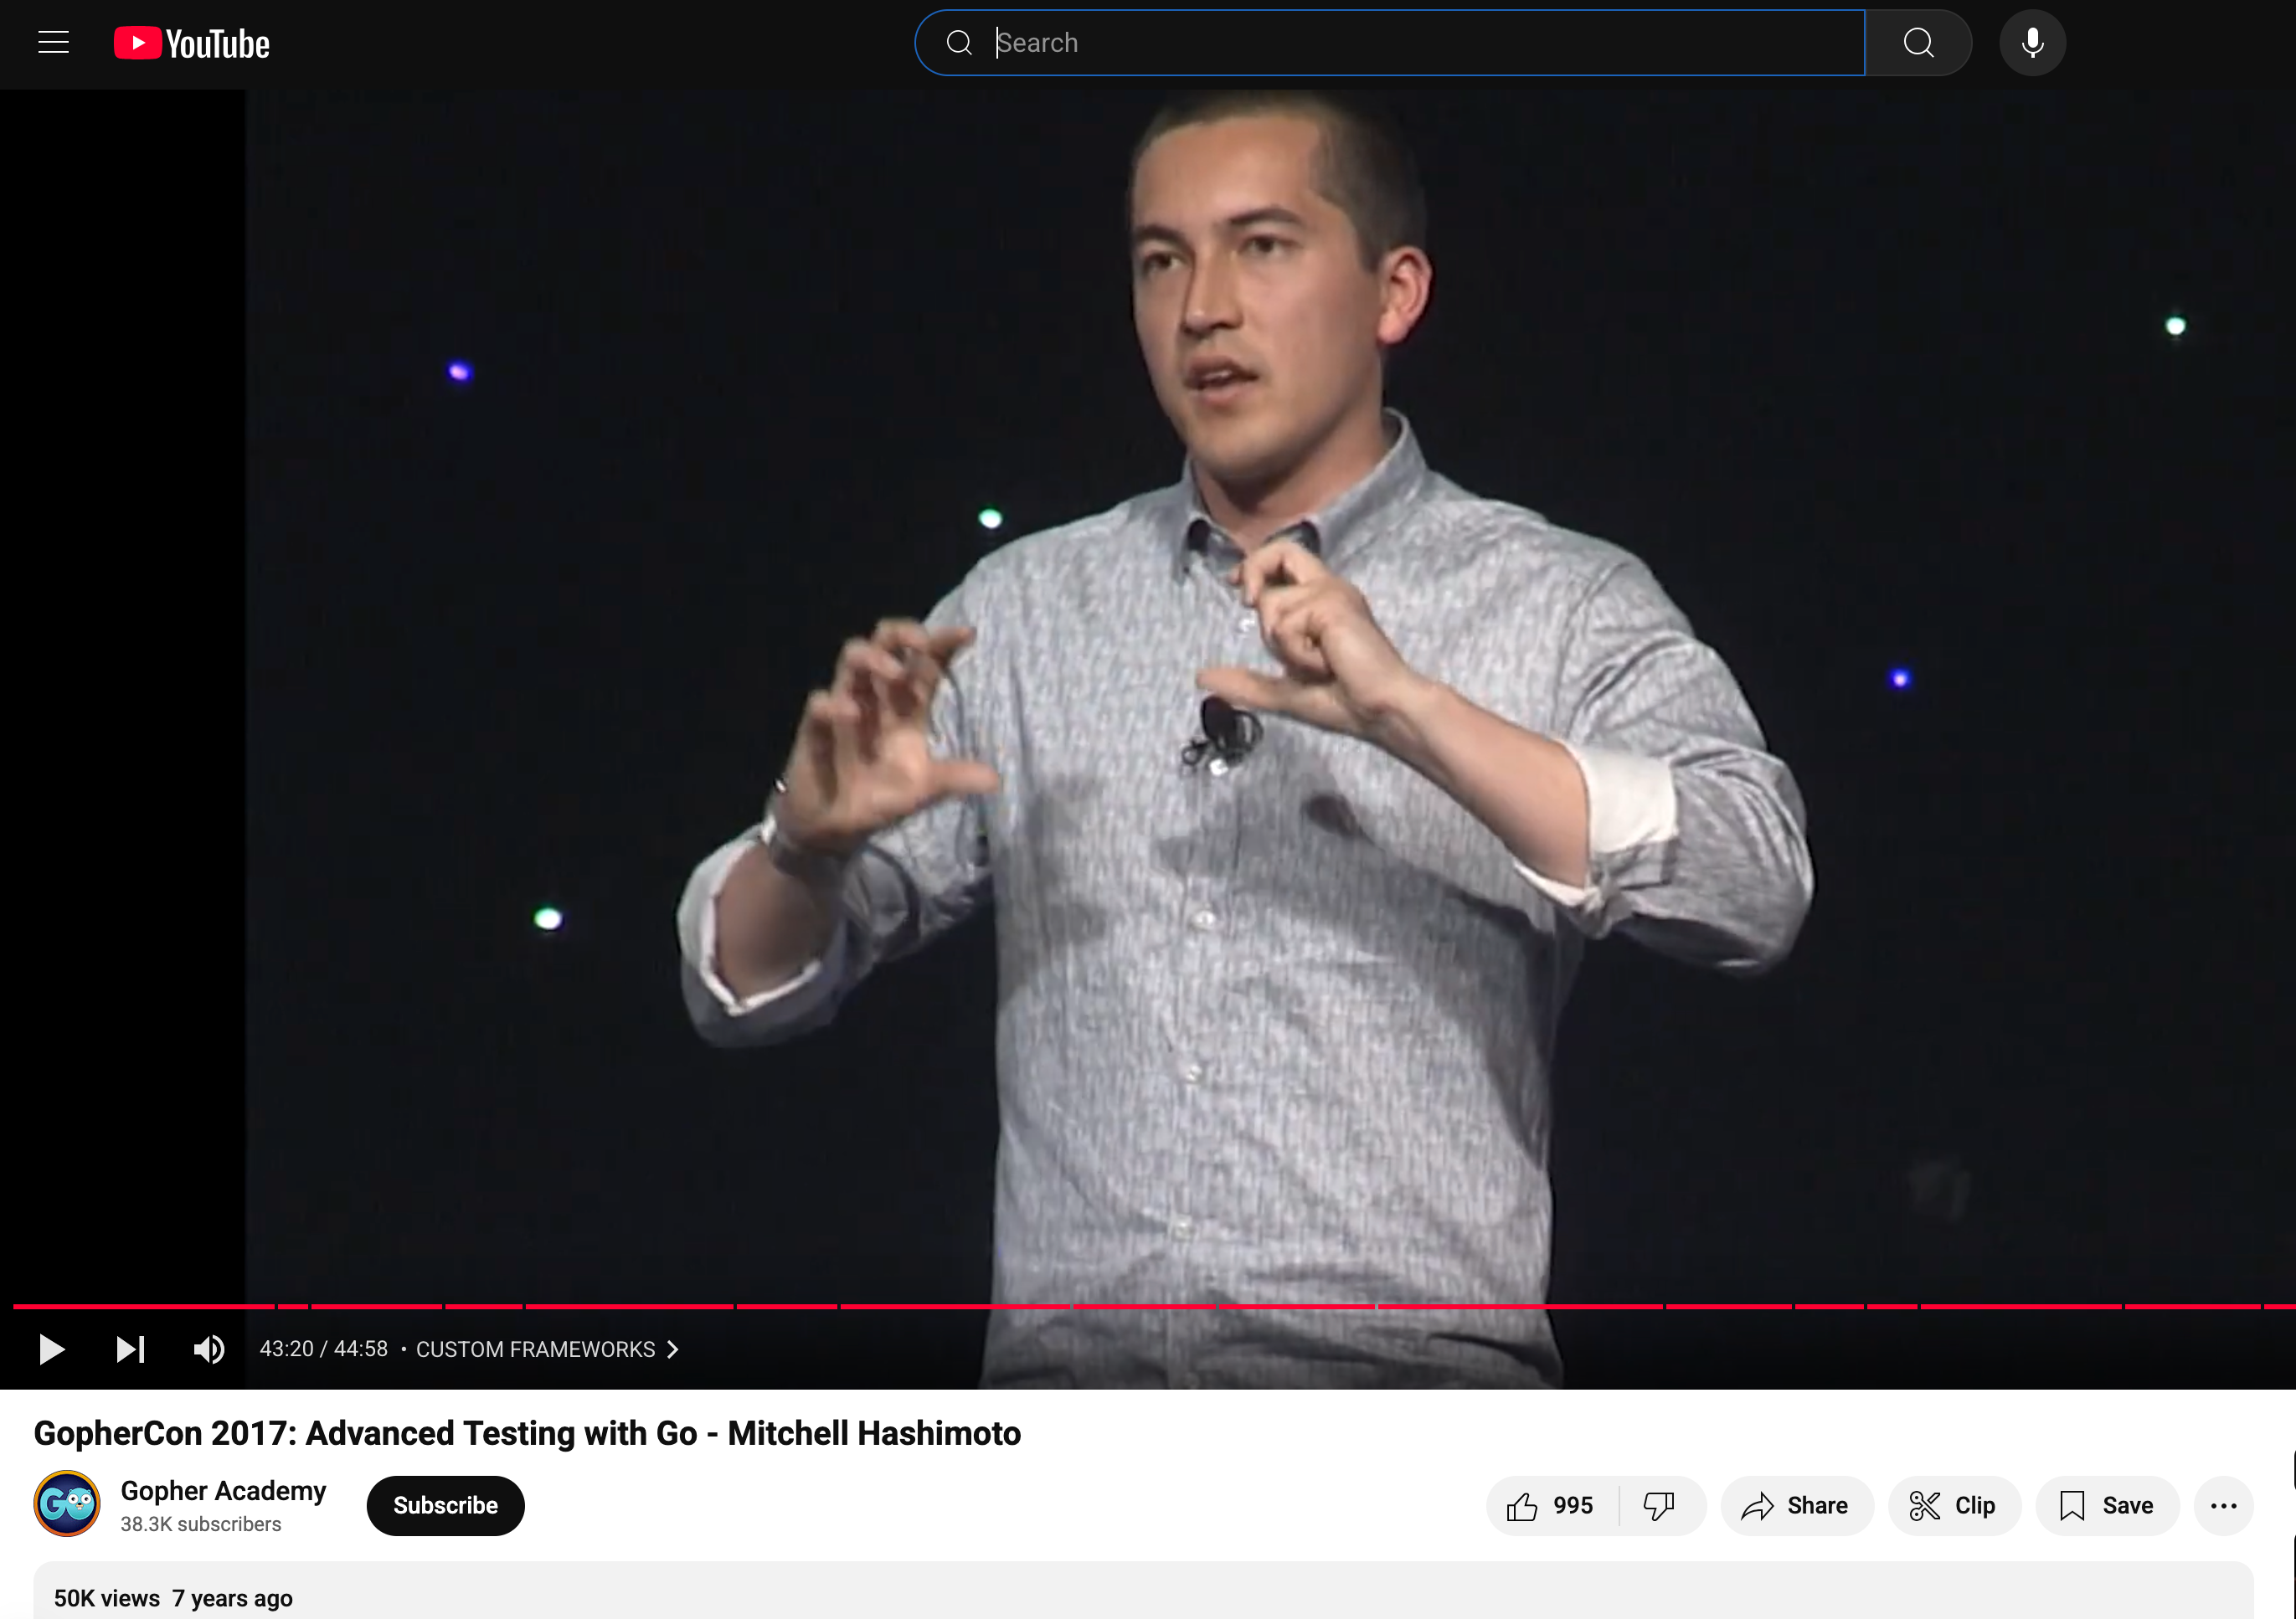 YouTube
Search
43:20 / 44:58 • CUSTOM FRAMEWORKS
GopherCon 2017: Advanced Testing with Go - Mitchell Hashimoto
GO
Gopher Academy
38.3K subscribers
Subscribe
995
Share
Clip
Save
50K views 7 years ago